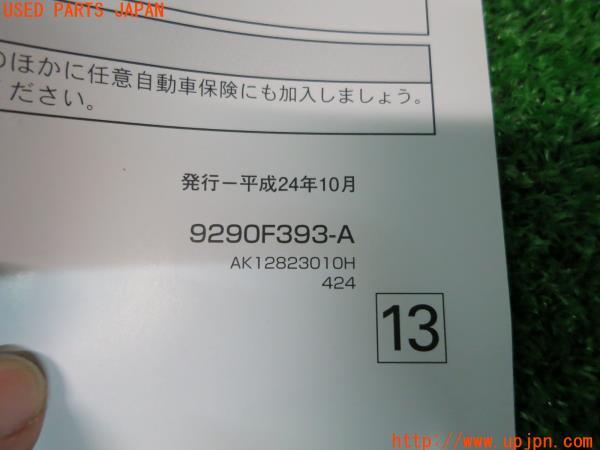 USED PARTS JAPAN
のほかに任意自動車保険にも加入しましょう。
ください。
発行－平成24年10月
9290F393-A
AK12823010H
424
13
http://www.upjpn.com